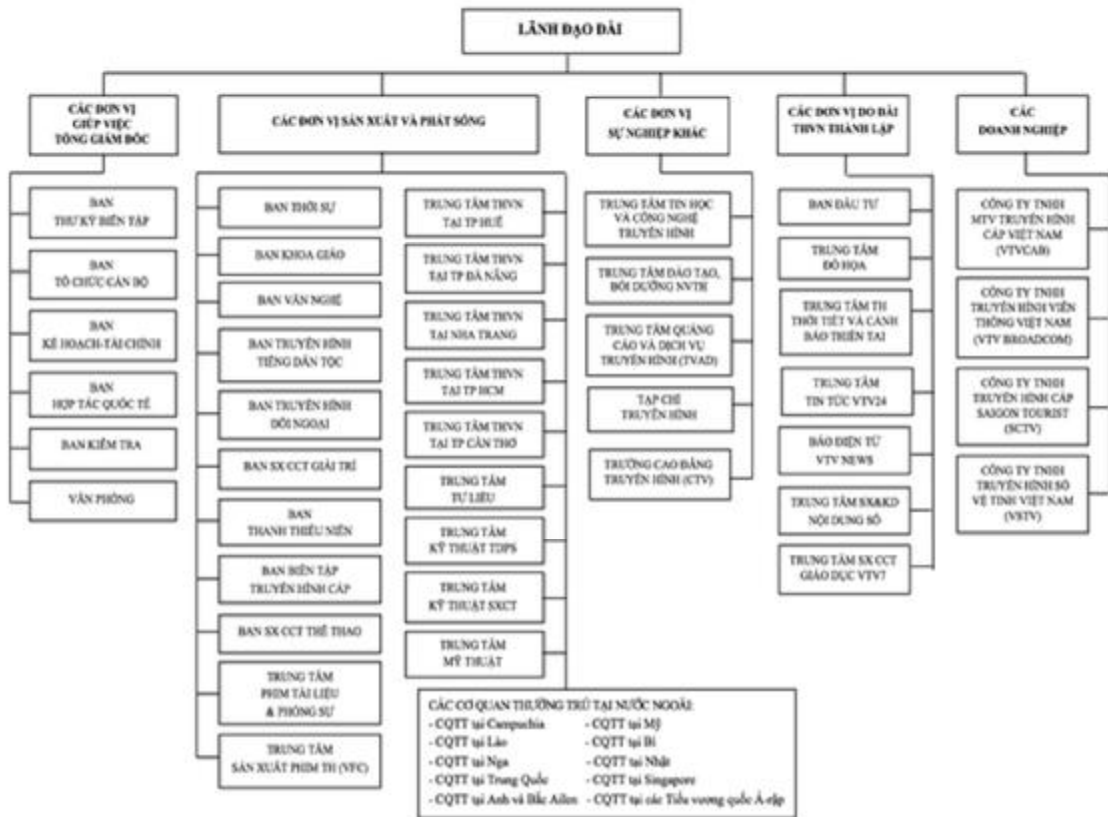 LÃNH ĐẠO ĐÀI
CÁC ĐƠN VỊ
GIÚP VIỆC
TỔNG GIÁM ĐỐC
BAN
THƯ KÝ BIÊN TẬP
BAN
TỔ CHỨC CÁN BỘ
BAN
KẾ HOẠCH-TÀI CHÍNH
BAN
HỢP TÁC QUỐC TẾ
BAN KIỂM TRA
VĂN PHÒNG
CÁC ĐƠN VỊ SẢN XUẤT VÀ PHÁT SÓNG
BAN THỜI SỰ
BAN KHOA GIÁO
BAN VĂN NGHỆ
BAN TRUYỀN HÌNH
TIẾNG DÂN TỘC
BAN TRUYỀN HÌNH
ĐỐI NGOẠI
BAN SX CCT GIẢI TRÍ
BAN
THANH THIẾU NIÊN
BAN BIÊN TẬP
TRUYỀN HÌNH CÁP
BAN SX CCT THỂ THAO
TRUNG TÂM
PHIM TÀI LIỆU
& PHÓNG SỰ
TRUNG TÂM
SẢN XUẤT PHIM TH (VFC)
TRUNG TÂM THVN
TẠI TP HUẾ
TRUNG TÂM THVN
TẠI TP ĐÀ NẴNG
TRUNG TÂM THVN
TẠI NHA TRANG
TRUNG TÂM THVN
TẠI TP HCM
TRUNG TÂM THVN
TẠI TP CẦN THƠ
TRUNG TÂM
TƯ LIỆU
TRUNG TÂM
KỸ THUẬT TDPS
TRUNG TÂM
KỸ THUẬT SXCT
TRUNG TÂM
MỸ THUẬT
CÁC CƠ QUAN THƯỜNG TRÚ TẠI NƯỚC NGOÀI:
- CQTT tại Campuchia - CQTT tại Mỹ
- CQTT tại Lào - CQTT tại Bỉ
- CQTT tại Nga - CQTT tại Nhật
- CQTT tại Trung Quốc - CQTT tại Singapore
- CQTT tại Anh và Bắc Ailen - CQTT tại các Tiểu vương quốc Ả-rập
CÁC ĐƠN VỊ
SỰ NGHIỆP KHÁC
TRUNG TÂM TIN HỌC
VÀ CÔNG NGHỆ
TRUYỀN HÌNH
TRUNG TÂM ĐÀO TẠO,
BỒI DƯỠNG NVTH
TRUNG TÂM QUẢNG
CÁO VÀ DỊCH VỤ
TRUYỀN HÌNH (TVAD)
TẠP CHÍ
TRUYỀN HÌNH
TRƯỜNG CAO ĐẲNG
TRUYỀN HÌNH (CTV)
CÁC ĐƠN VỊ DO ĐÀI
THVN THÀNH LẬP
BAN ĐẦU TƯ
TRUNG TÂM
ĐỒ HỌA
TRUNG TÂM TH
THỜI TIẾT VÀ CẢNH
BÁO THIÊN TAI
TRUNG TÂM
TIN TỨC VTV24
BÁO ĐIỆN TỬ
VTV NEWS
TRUNG TÂM SX&KD
NỘI DUNG SỐ
TRUNG TÂM SX CCT
GIÁO DỤC VTV7
CÁC
DOANH NGHIỆP
CÔNG TY TNHH
MTV TRUYỀN HÌNH
CÁP VIỆT NAM
(VTVCAB)
CÔNG TY TNHH
TRUYỀN HÌNH VIỄN
THÔNG VIỆT NAM
(VTV BROADCOM)
CÔNG TY TNHH
TRUYỀN HÌNH CÁP
SAIGON TOURIST
(SCTV)
CÔNG TY TNHH
TRUYỀN HÌNH SỐ
VỆ TINH VIỆT NAM
(VSTV)